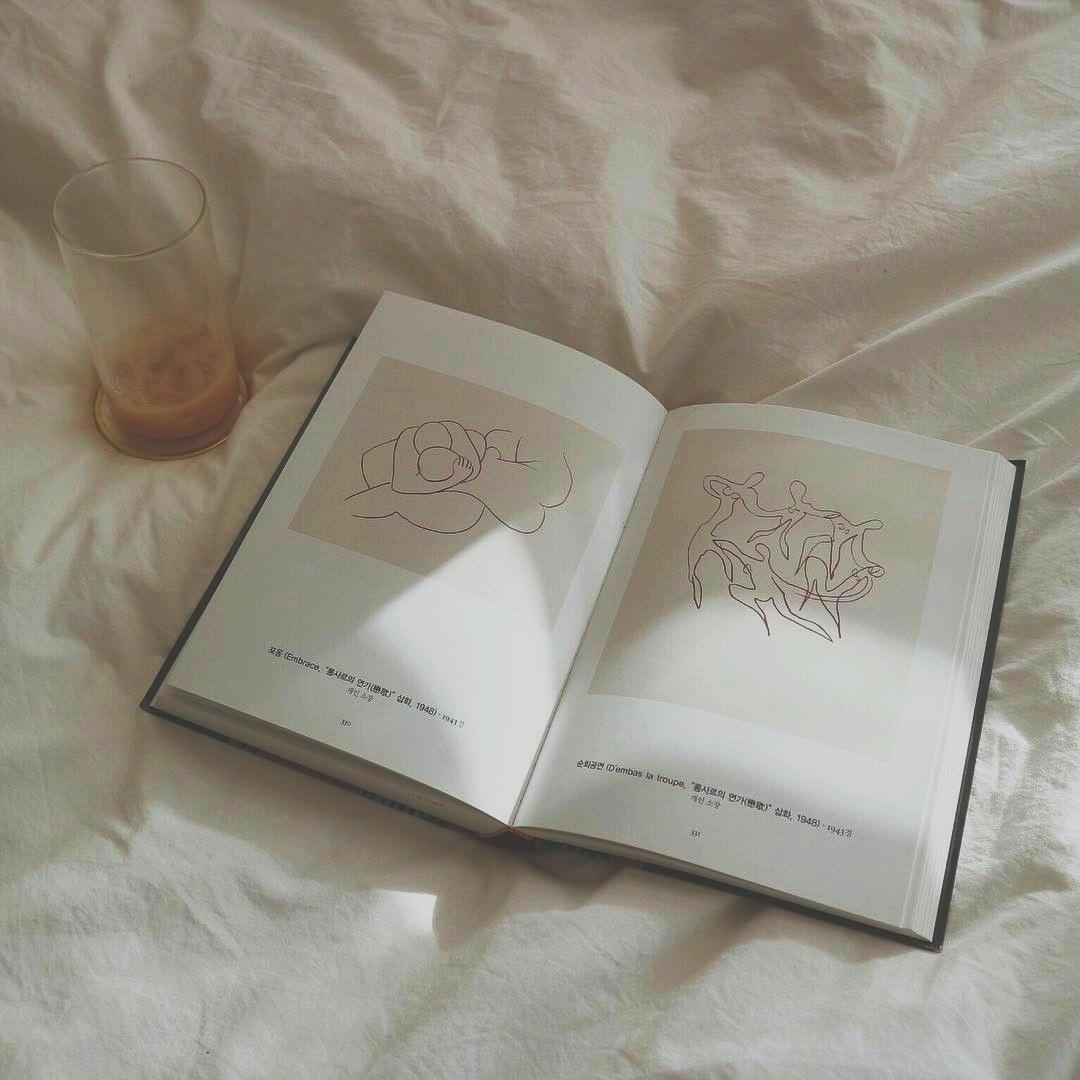 포옹 (Embrace, "롱사르의 연가(戀歌)" 삽화, 1948) · 1943경
개인 소장
330
순회공연 (D'embas la troupe, "롱사르의 연가(戀歌)" 삽화, 1948) · 1943경
개인 소장
331